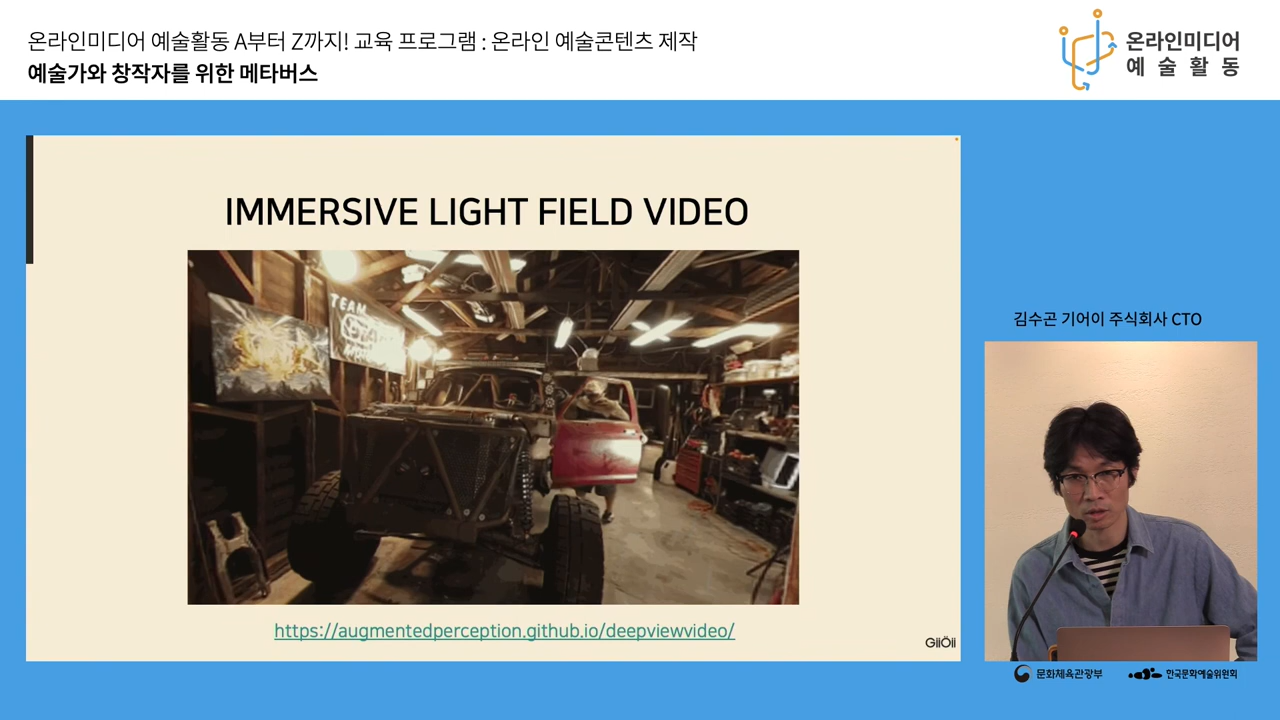 온라인미디어 예술활동 A부터 Z까지! 교육 프로그램 : 온라인 예술콘텐츠 제작
예술가와 창작자를 위한 메타버스
온라인미디어
예술활동
IMMERSIVE LIGHT FIELD VIDEO
TEAM
https://augmentedperception.github.io/deepviewvideo/
GiiÖii
김수곤 기어이 주식회사 CTO
문화체육관광부
한국문화예술위원회